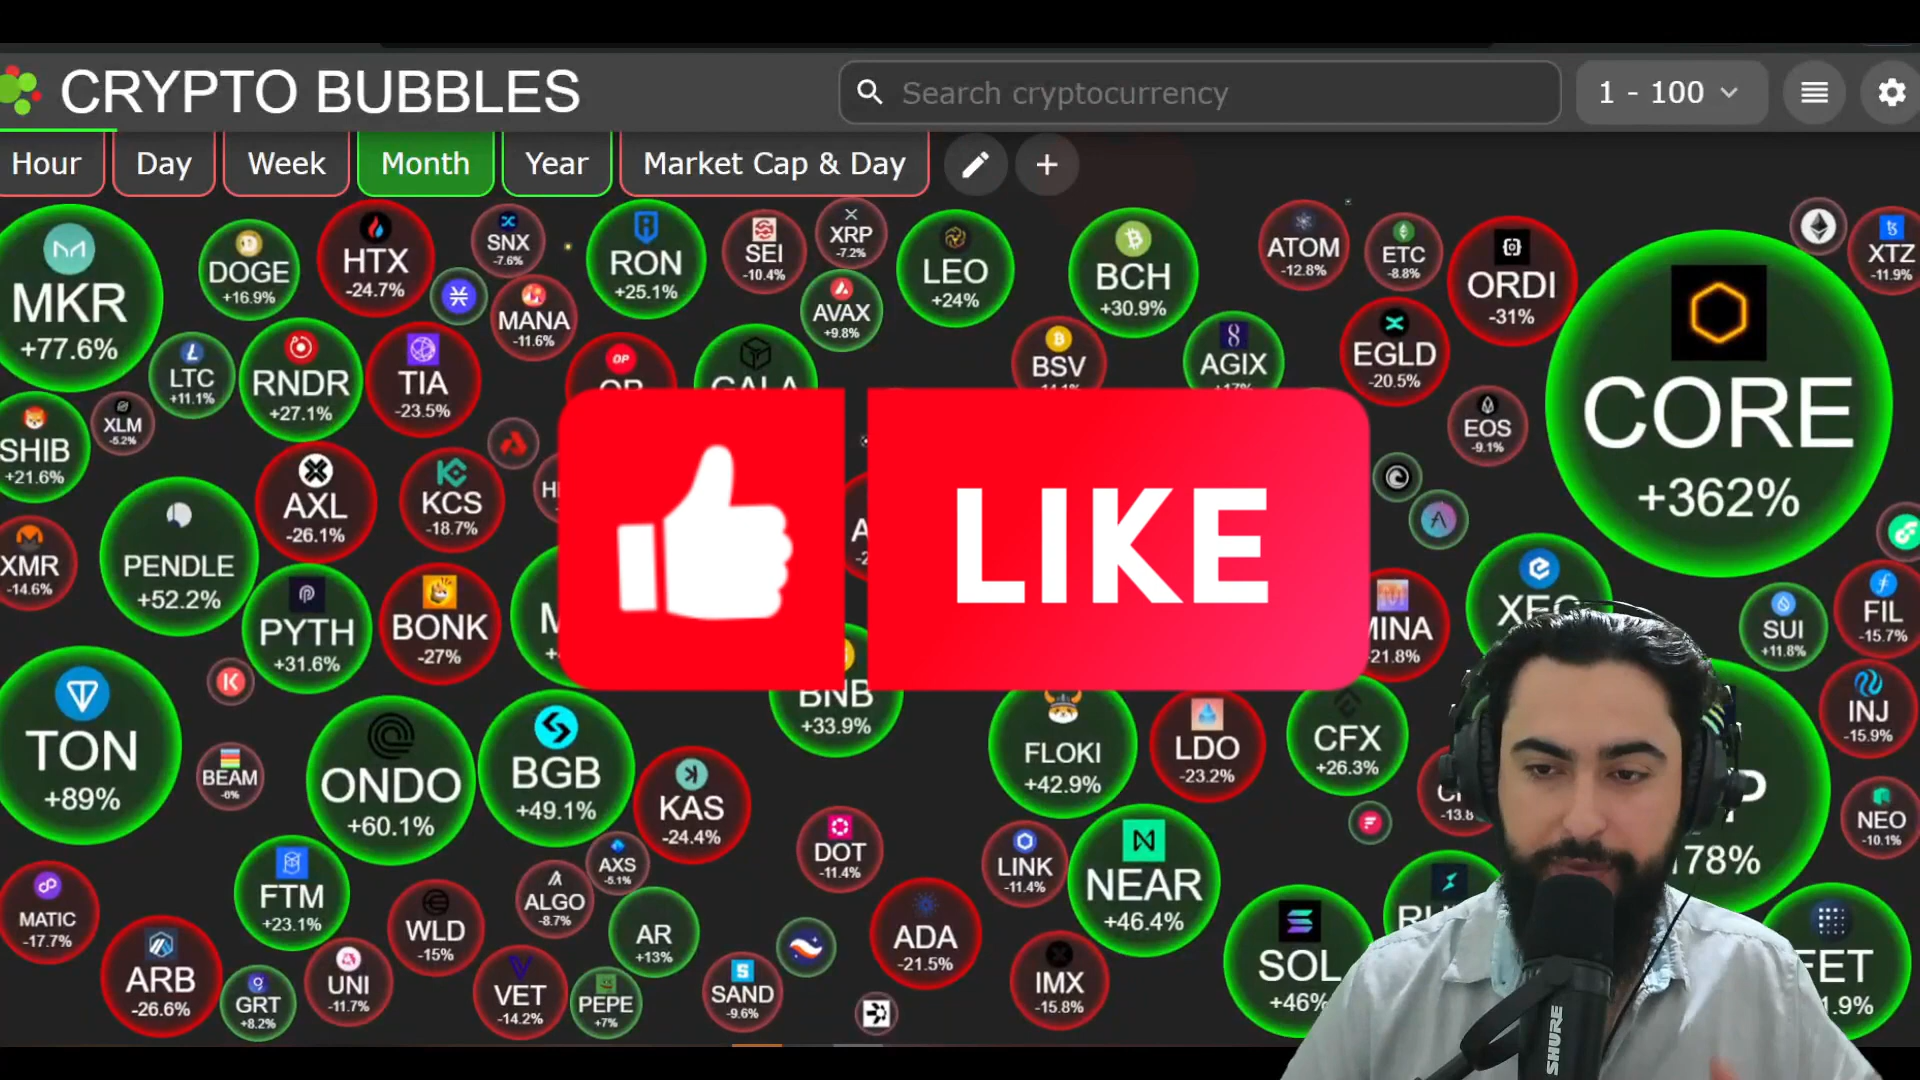 CRYPTO BUBBLES
Search cryptocurrency
1 - 100
Hour
Day
Week
Month
Year
Market Cap & Day
MKR
+77.6%
DOGE
+16.9%
HTX
-24.7%
SNX
-7.6%
RON
+25.1%
SEI
-10.4%
XRP
-7.2%
LEO
+24%
BCH
+30.9%
ATOM
-12.8%
ETC
-8.8%
ORDI
-31%
XTZ
-11.9%
CORE
+362%
LTC
+11.1%
RNDR
+27.1%
TIA
-23.5%
MANA
-11.6%
AVAX
+9.8%
BSV
AGIX
EGLD
-20.5%
EOS
-9.1%
SHIB
+21.6%
XLM
-5.2%
AXL
-26.1%
KCS
-18.7%
LIKE
XMR
-14.6%
PENDLE
+52.2%
PYTH
+31.6%
BONK
-27%
SUI
+11.8%
FIL
-15.7%
TON
+89%
BEAM
-6%
ONDO
+60.1%
BGB
+49.1%
KAS
-24.4%
BNB
+33.9%
FLOKI
+42.9%
LDO
-23.2%
CFX
+26.3%
INJ
-15.9%
NEO
-10.1%
MATIC
-17.7%
ARB
-26.6%
FTM
+23.1%
GRT
+8.2%
UNI
-11.7%
WLD
-15%
ALGO
-8.7%
AXS
-5.1%
VET
-14.2%
PEPE
+7%
AR
+13%
SAND
-9.6%
DOT
-11.4%
ADA
-21.5%
LINK
-11.4%
NEAR
+46.4%
IMX
-15.8%
SOL
+46%
SHURE